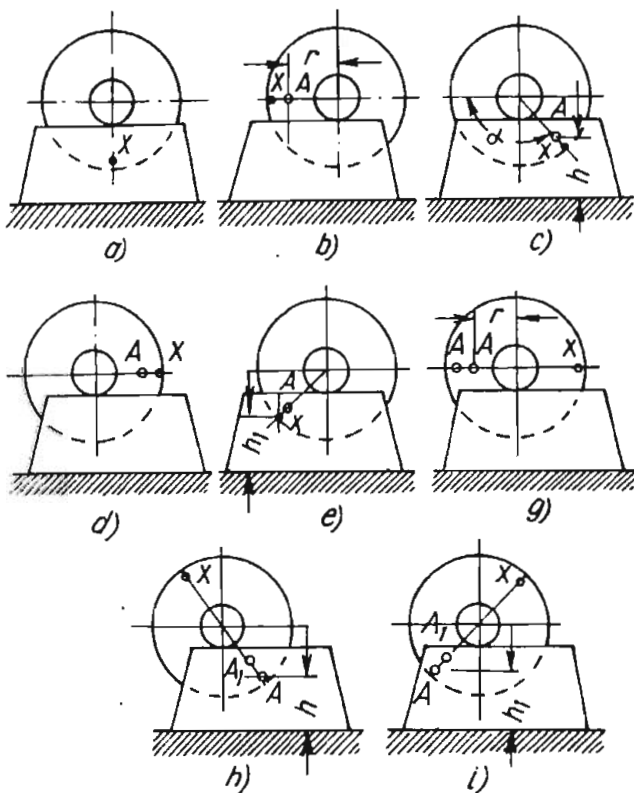 X
a)
r
X A
b)
A
α
X
h
c)
A X
d)
A
X
h₁
e)
r
A A X
g)
X
A₁
A
h
h)
X
A₁
A
h₁
i)